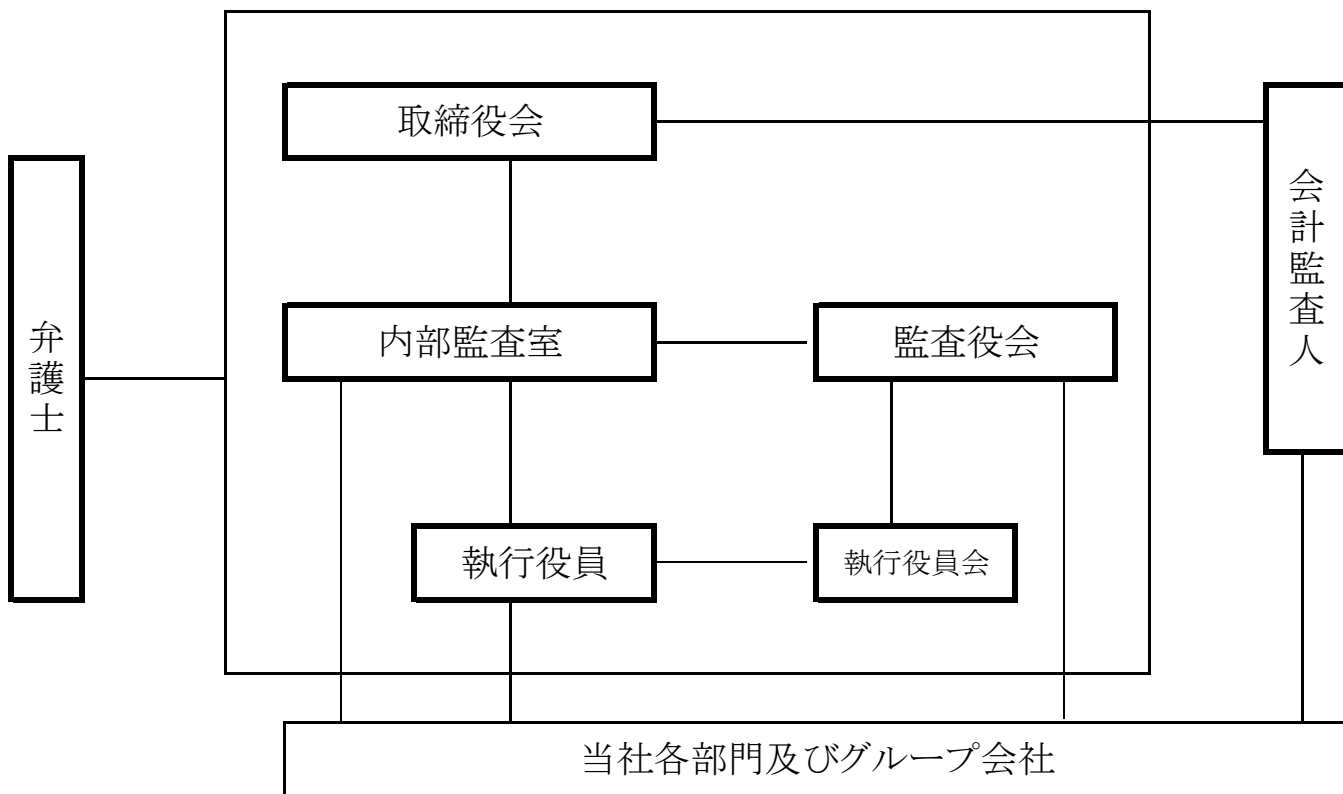 取締役会
会計監査人
弁護士
内部監査室
監査役会
執行役員
執行役員会
当社各部門及びグループ会社